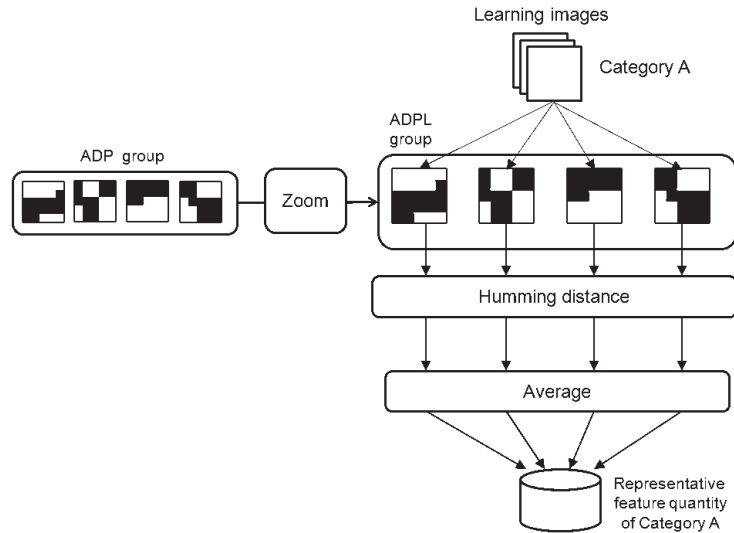 Learning images
Category A
ADPL
group
ADP group
Zoom
Humming distance
Average
Representative
feature quantity
of Category A